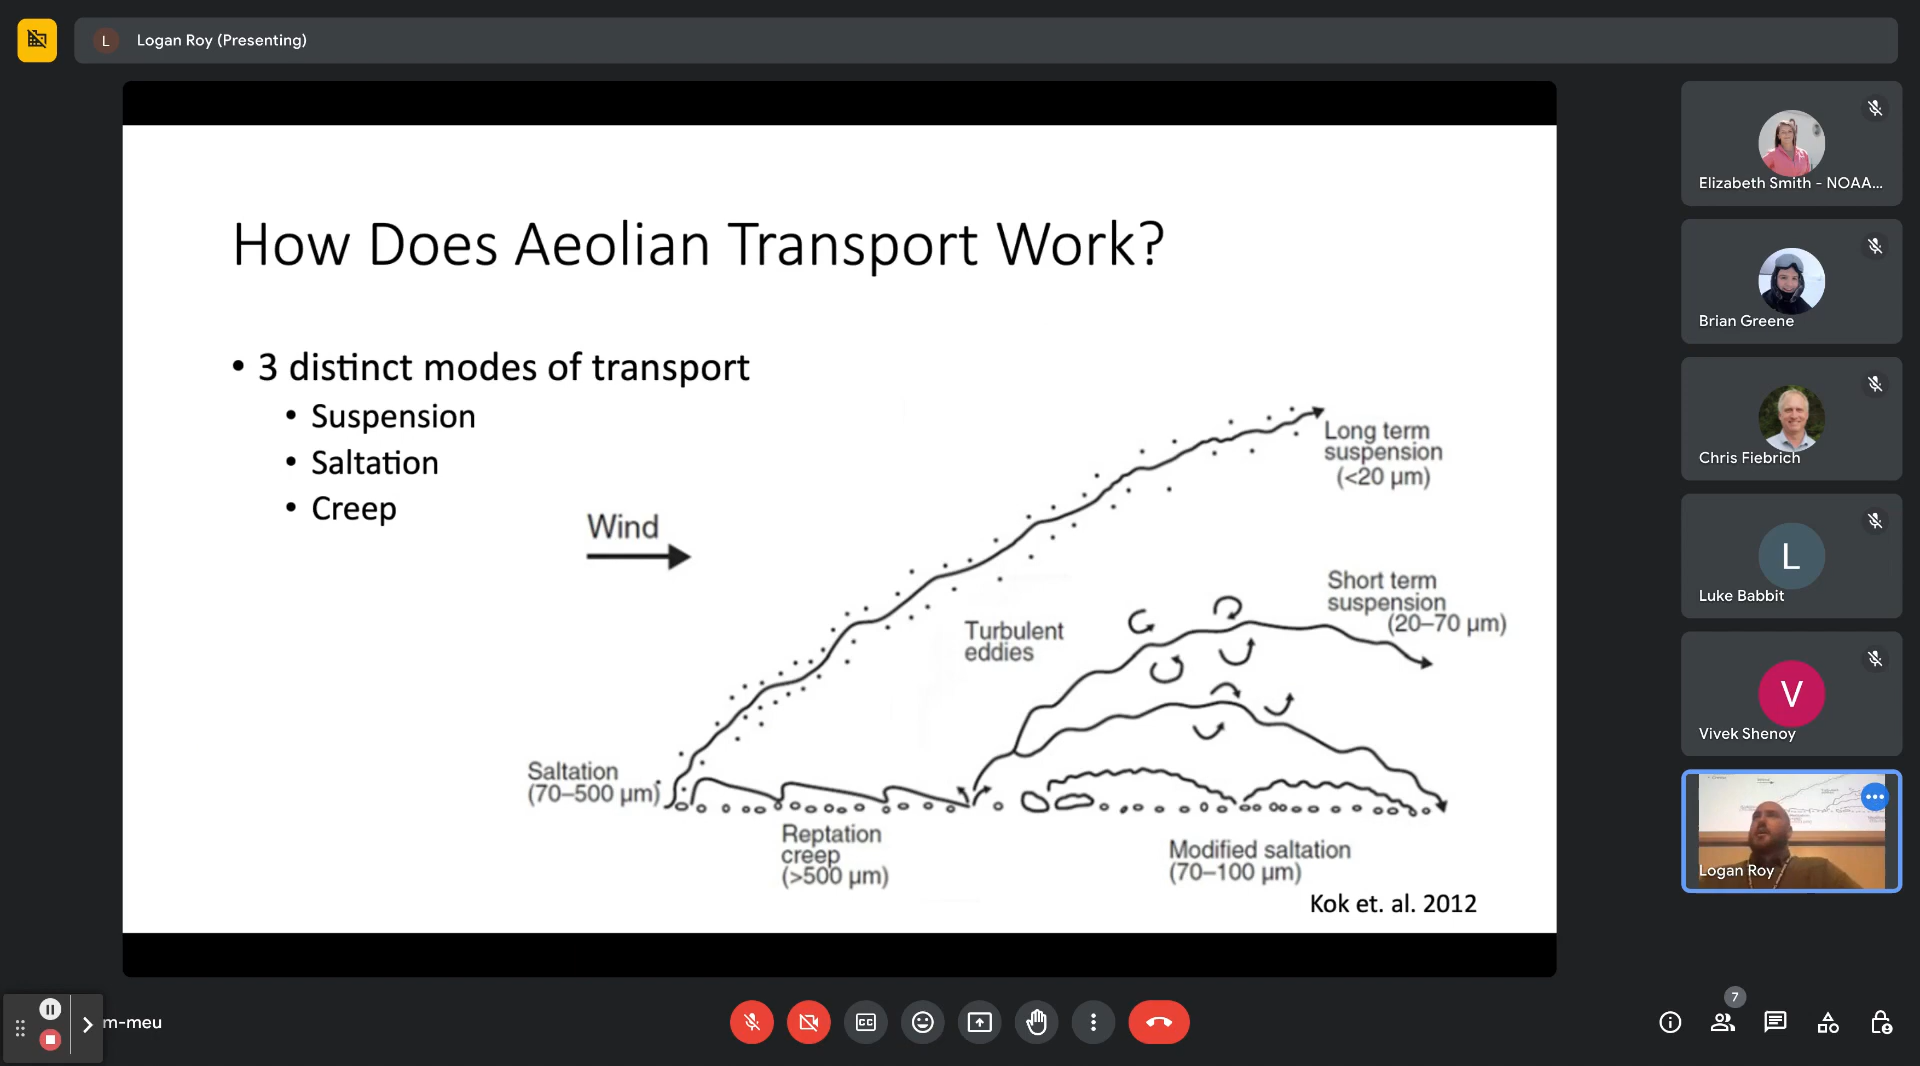 L
Logan Roy (Presenting)
How Does Aeolian Transport Work?
• 3 distinct modes of transport
• Suspension
• Saltation
• Creep
Wind
Long term
suspension
(<20 µm)
Short term
suspension
(20–70 µm)
Turbulent
eddies
Saltation
(70–500 µm)
Reptation
creep
(>500 µm)
Modified saltation
(70–100 µm)
Kok et. al. 2012
Elizabeth Smith - NOAA...
Brian Greene
Chris Fiebrich
L
Luke Babbit
V
Vivek Shenoy
Logan Roy
m-meu
CC
7